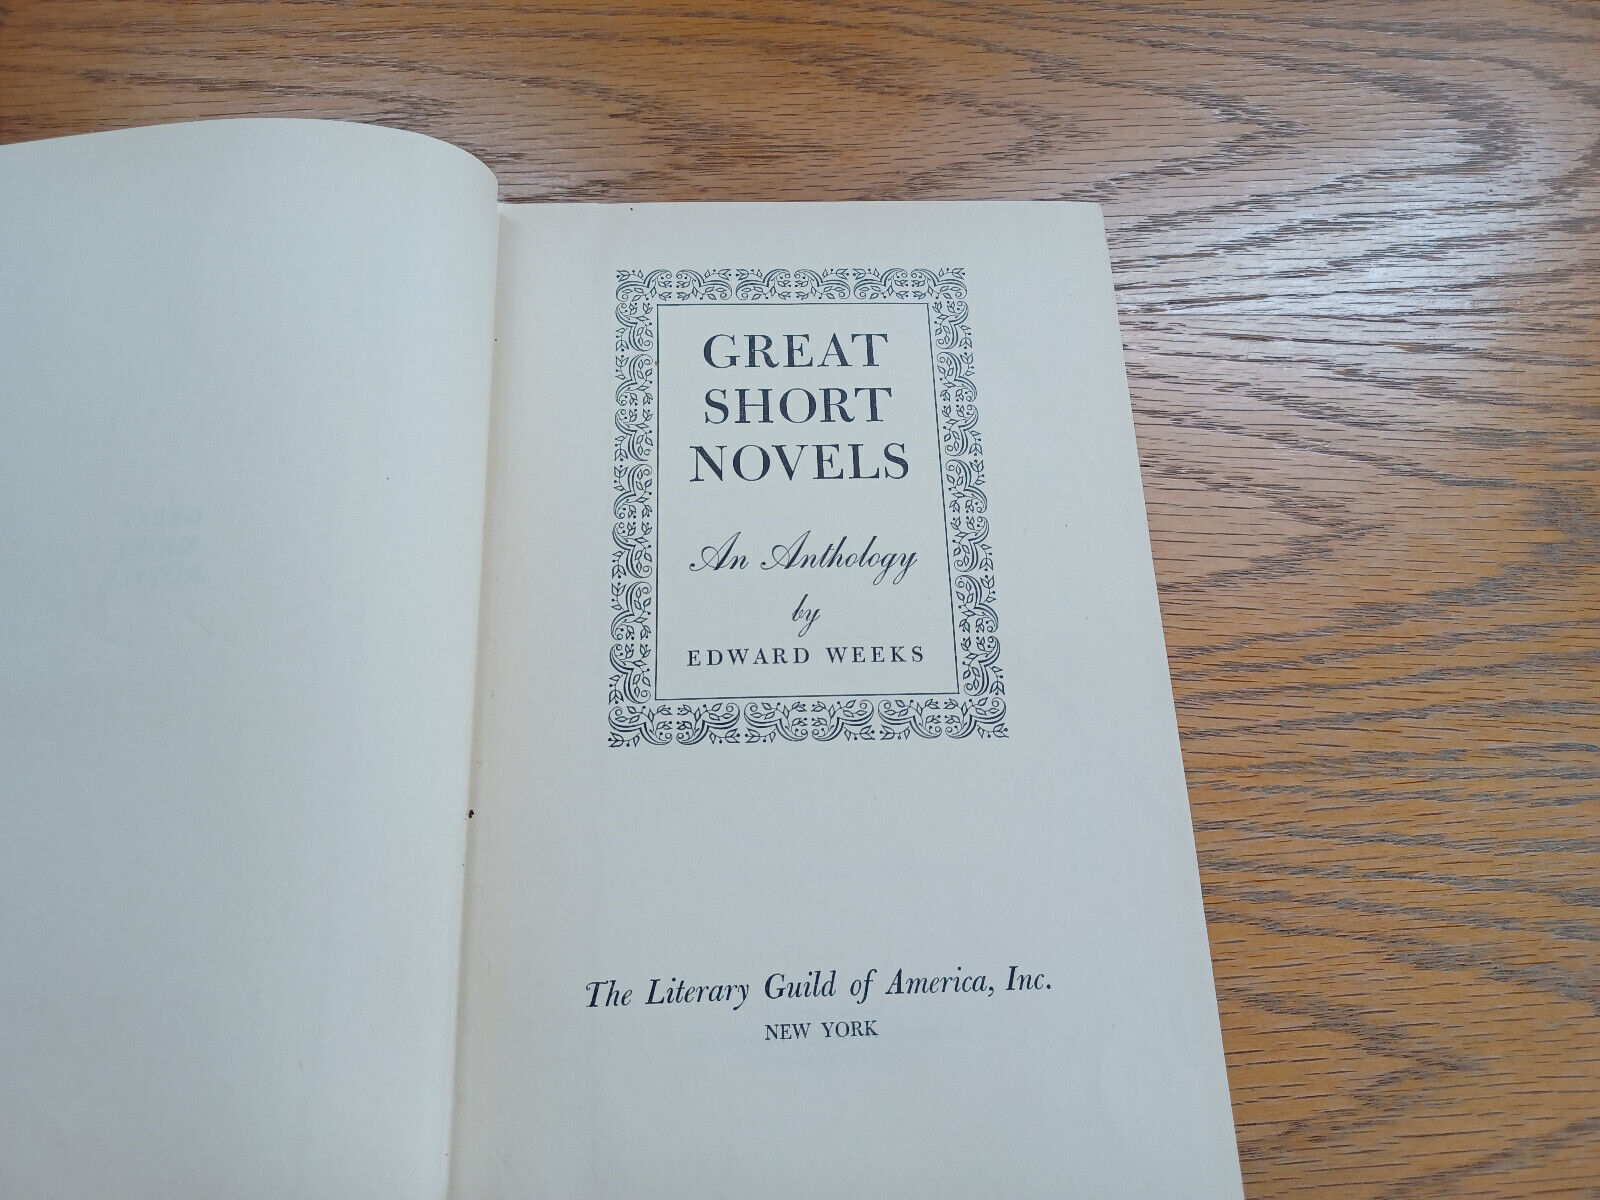 GREAT
SHORT
NOVELS
An Anthology
by
EDWARD WEEKS
The Literary Guild of America, Inc.
NEW YORK